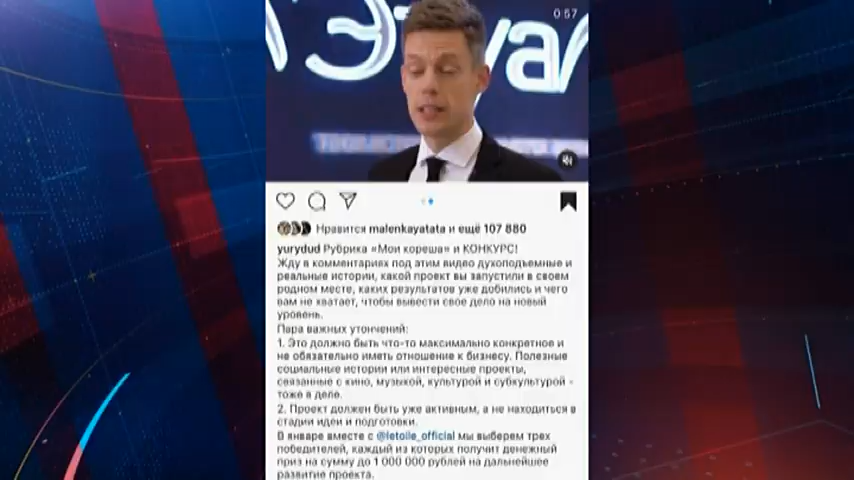 0:57
Этуал
Нравится malenkayatata и ещё 107 880
yurydud Рубрика «Мои кореша» и КОНКУРС!
Жду в комментариях под этим видео духоподъемные и
реальные истории, какой проект вы запустили в своем
родном месте, каких результатов уже добились и чего
вам не хватает, чтобы вывести свое дело на новый
уровень.
Пара важных утончений:
1. Это должно быть что-то максимально конкретное и
не обязательно иметь отношение к бизнесу. Полезные
социальные истории или интересные проекты,
связанные с кино, музыкой, культурой и субкультурой -
тоже в деле.
2. Проект должен быть уже активным, а не находиться в
стадии идеи и подготовки.
В январе вместе с @letoile_official мы выберем трех
победителей, каждый из которых получит денежный
приз на сумму до 1 000 000 рублей на дальнейшее
развитие проекта.